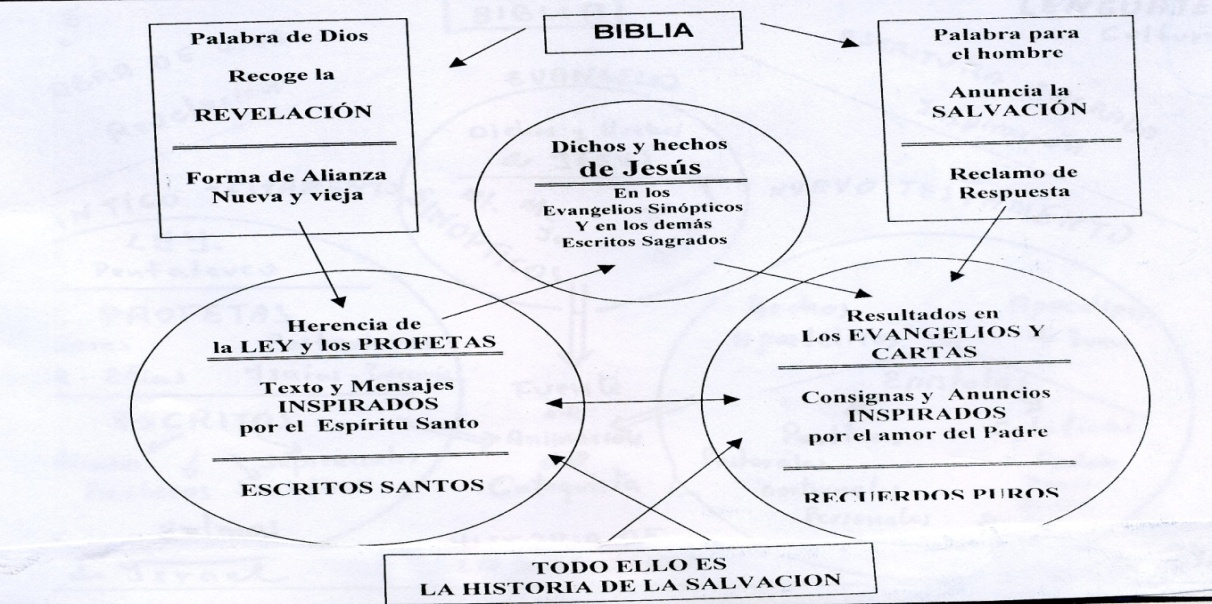 BIBLIA
Palabra de Dios
Recoge la
REVELACIÓN
Forma de Alianza
Nueva y vieja
Palabra para
el hombre
Anuncia la
SALVACIÓN
Reclamo de
Respuesta
Dichos y hechos
de Jesús
En los
Evangelios Sinópticos
Y en los demás
Escritos Sagrados
Herencia de
la LEY y los PROFETAS
Texto y Mensajes
INSPIRADOS
por el Espíritu Santo
ESCRITOS SANTOS
Resultados en
Los EVANGELIOS Y
CARTAS
Consignas y Anuncios
INSPIRADOS
por el amor del Padre
RECUERDOS PUROS
TODO ELLO ES
LA HISTORIA DE LA SALVACION